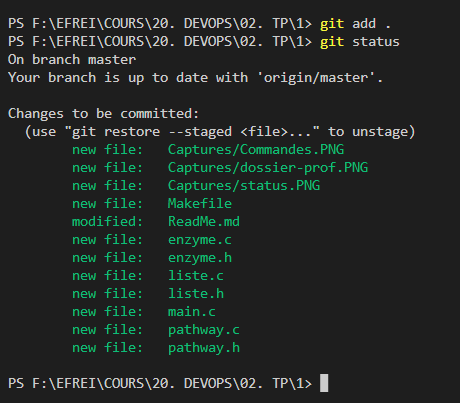 PS F:\EFREI\COURS\20. DEVOPS\02. TP\1> git add .
PS F:\EFREI\COURS\20. DEVOPS\02. TP\1> git status
On branch master
Your branch is up to date with 'origin/master'.

Changes to be committed:
  (use "git restore --staged <file>..." to unstage)
        new file:   Captures/Commandes.PNG
        new file:   Captures/dossier-prof.PNG
        new file:   Captures/status.PNG
        new file:   Makefile
        modified:   ReadMe.md
        new file:   enzyme.c
        new file:   enzyme.h
        new file:   liste.c
        new file:   liste.h
        new file:   main.c
        new file:   pathway.c
        new file:   pathway.h

PS F:\EFREI\COURS\20. DEVOPS\02. TP\1>